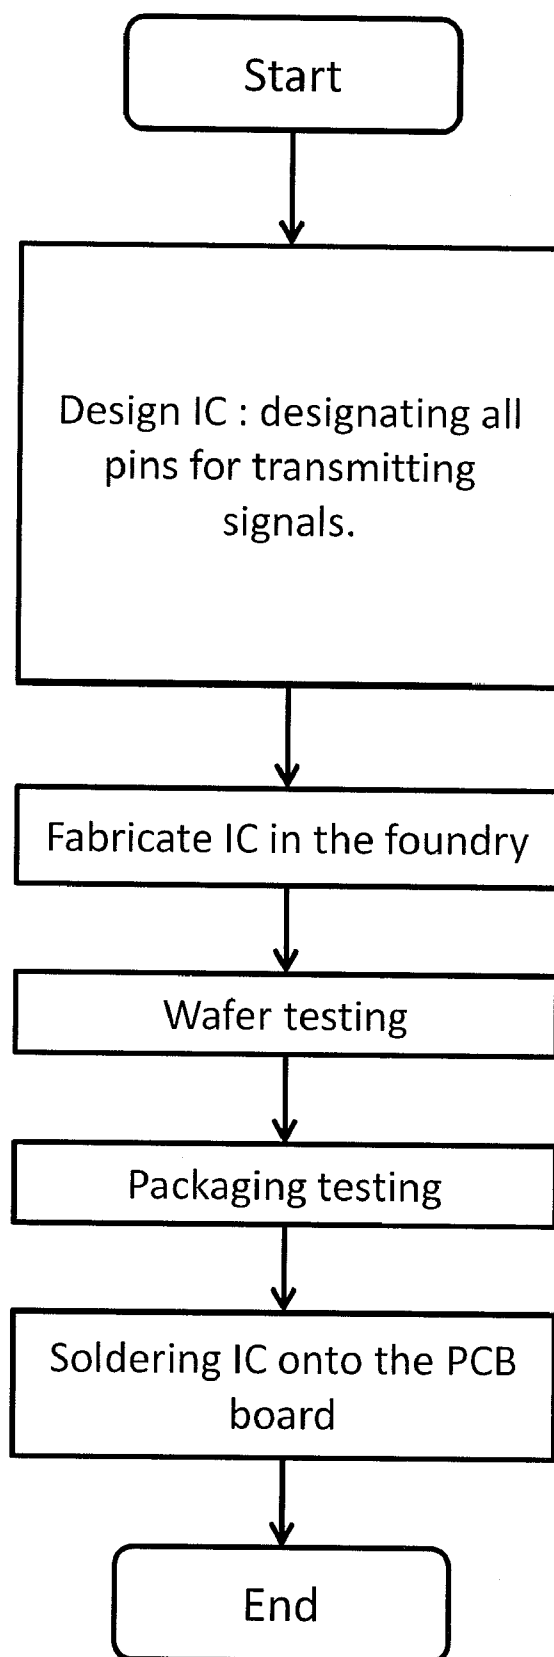 Start
Design IC : designating all
pins for transmitting
signals.
Fabricate IC in the foundry
Wafer testing
Packaging testing
Soldering IC onto the PCB
board
End